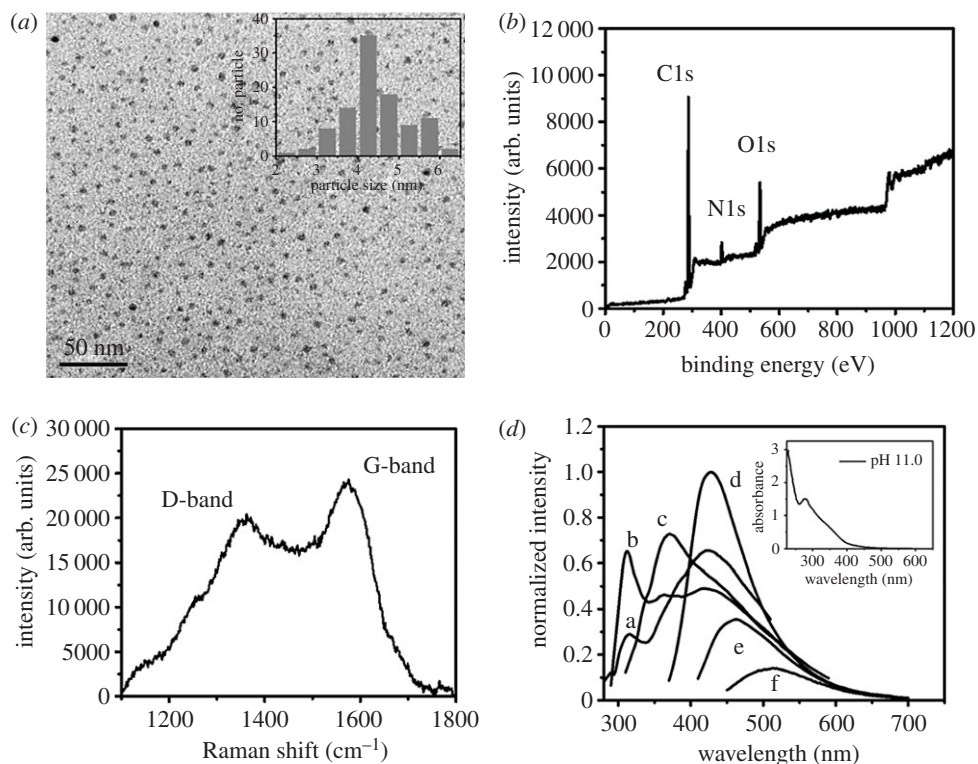 (a)
40
30
20
10
0
no. particle
2 3 4 5 6
particle size (nm)
50 nm
(b)
12 000
10 000
8000
6000
4000
2000
0
intensity (arb. units)
C1s
O1s
N1s
0 200 400 600 800 1000 1200
binding energy (eV)
(c)
30 000
25 000
20 000
15 000
10 000
5000
0
intensity (arb. units)
G-band
D-band
1200 1400 1600 1800
Raman shift (cm⁻¹)
(d)
1.2
1.0
0.8
0.6
0.4
0.2
0
normalized intensity
d
c
b
a
e
f
300 400 500 600 700
wavelength (nm)
3
2
1
0
absorbance
pH 11.0
300 400 500 600
wavelength (nm)